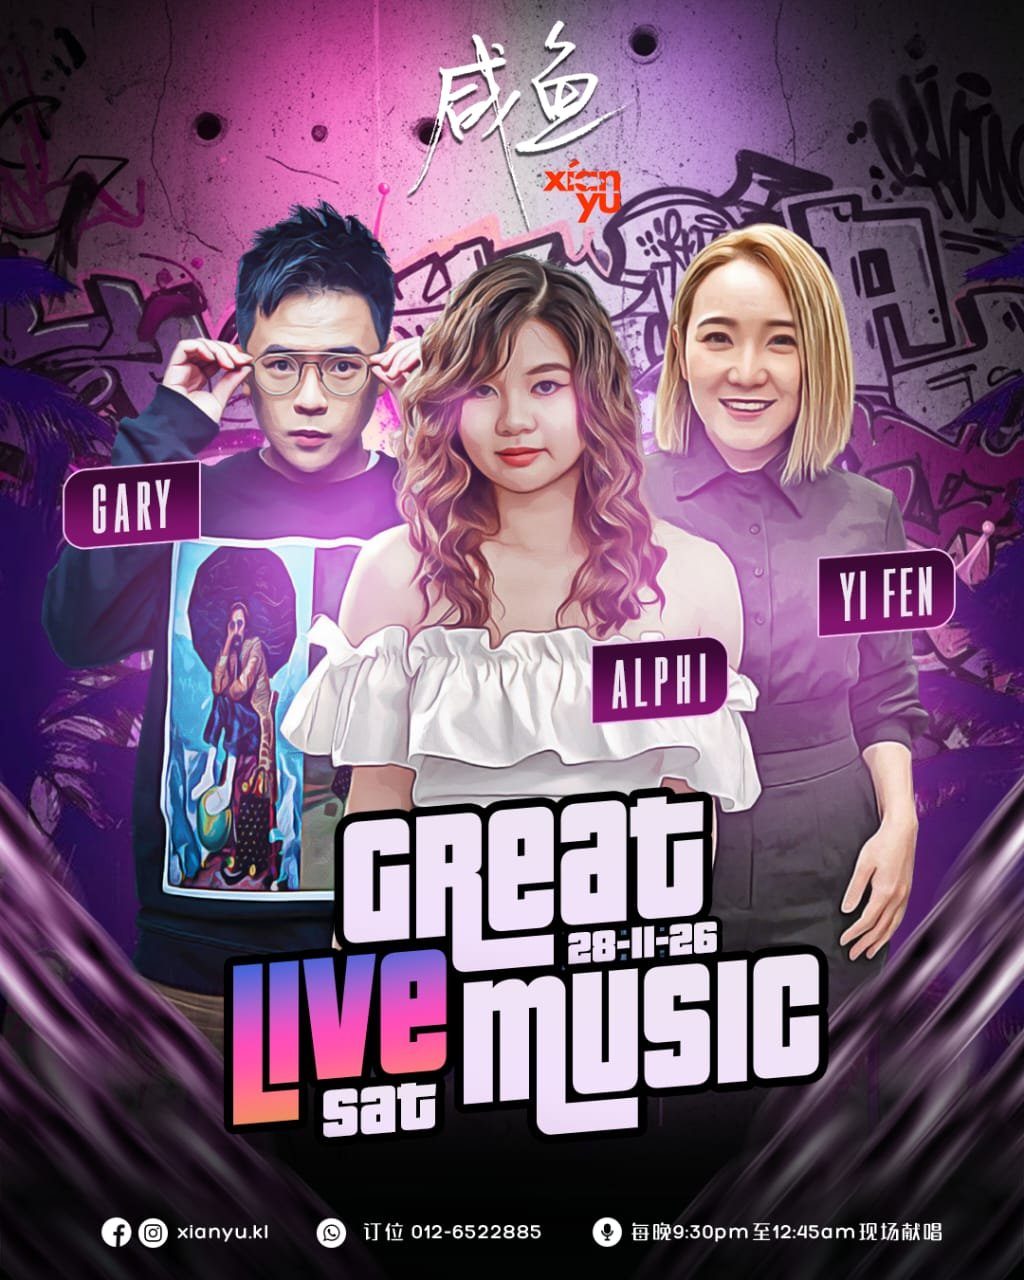 咸鱼
xían
yu
GARY
YI FEN
ALPHI
GReat
28-11-26
LIVe MUSIC
sat
xianyu.kl
订位 012-6522885
每晚9:30pm至12:45am现场献唱